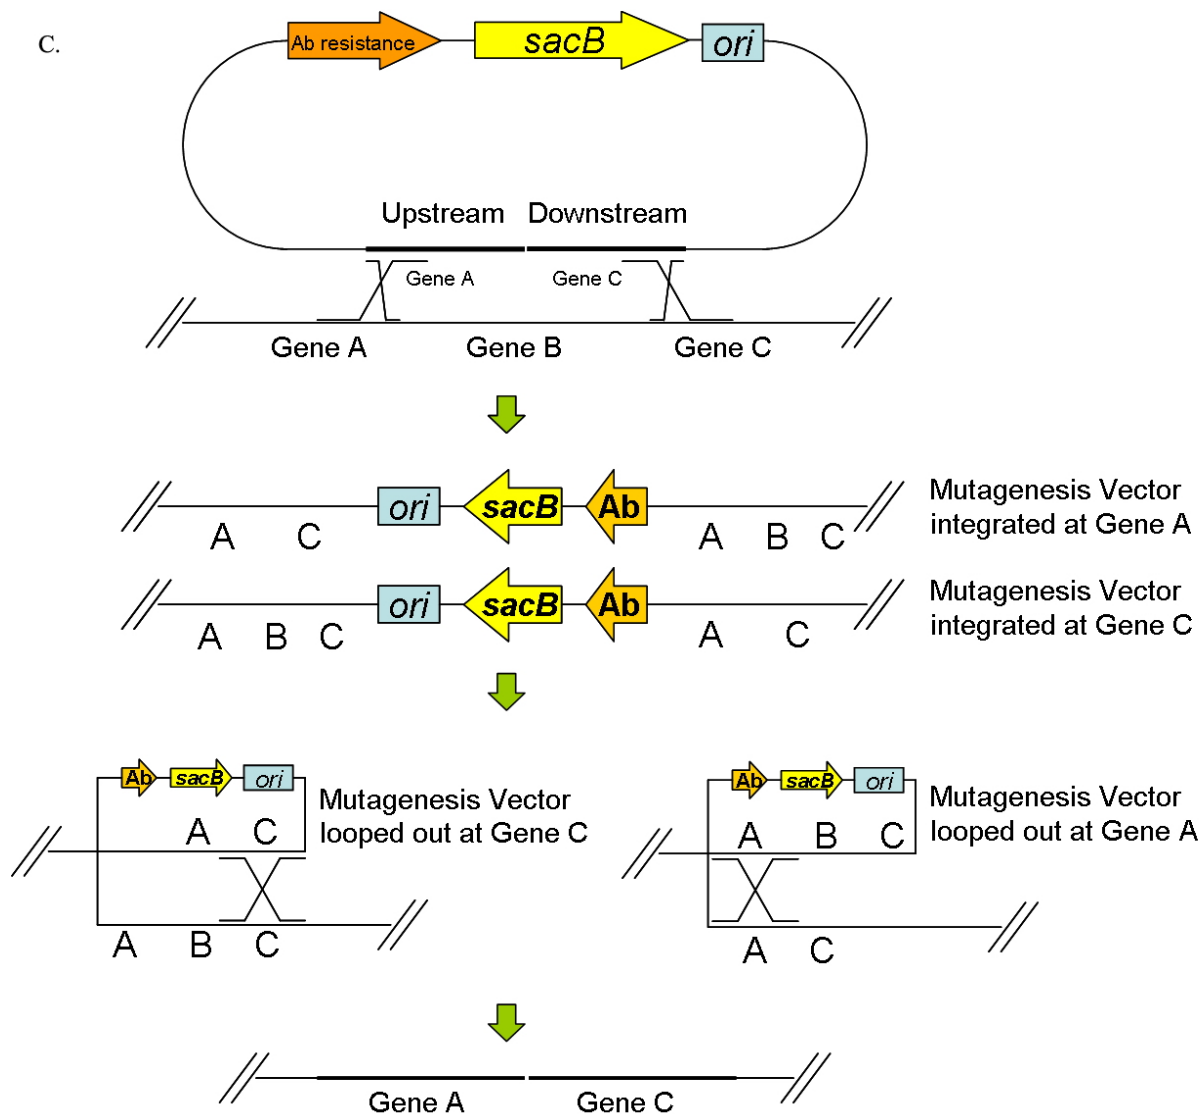 C.
Ab resistance sacB ori
Upstream Downstream
Gene A Gene C
Gene A Gene B Gene C
ori sacB Ab
A C A B C
Mutagenesis Vector
integrated at Gene A
ori sacB Ab
A B C A C
Mutagenesis Vector
integrated at Gene C
Ab sacB ori
A C
A B C
Mutagenesis Vector
looped out at Gene C
Ab sacB ori
A B C
A C
Mutagenesis Vector
looped out at Gene A
Gene A Gene C